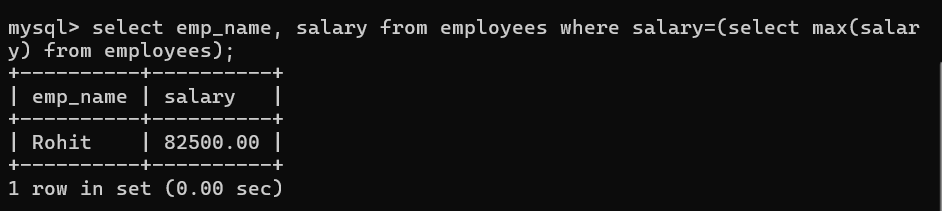 mysql> select emp_name, salary from employees where salary=(select max(salar
y) from employees);
+----------+----------+
| emp_name | salary   |
+----------+----------+
| Rohit    | 82500.00 |
+----------+----------+
1 row in set (0.00 sec)